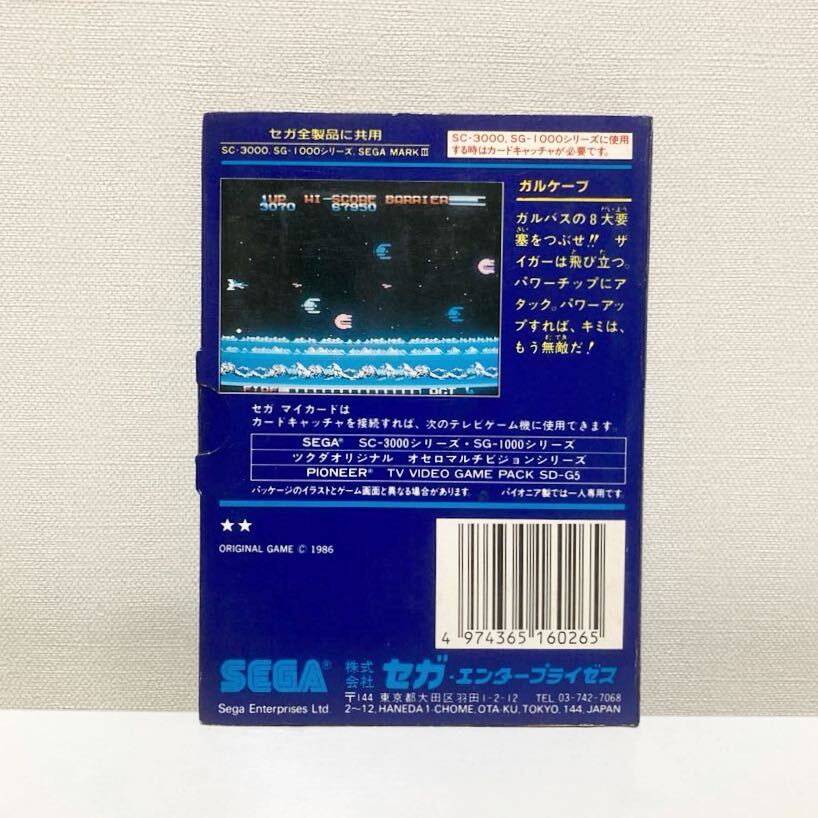 セガ全製品に共用
SC-3000, SG-1000シリーズ, SEGA MARK III
SC-3000, SG-1000シリーズに使用
する時はカードキャッチャが必要です。
1UP HI-SCORE BARRIER
3070 67950
ガルケーブ
ガルバスの8大要
塞をつぶせ!! ザ
イガーは飛び立つ。
パワーチップにア
タック。パワーアッ
プすれば、キミは、
もう無敵だ!
セガ マイカードは
カードキャッチャを接続すれば、次のテレビゲーム機に使用できます。
SEGA® SC-3000シリーズ・SG-1000シリーズ
ツクダオリジナル オセロマルチビジョンシリーズ
PIONEER® TV VIDEO GAME PACK SD-G5
パッケージのイラストとゲーム画面と異なる場合があります パイオニア製では一人専用です
★★
ORIGINAL GAME © 1986
4 974365 160265
SEGA® 株式会社 セガ・エンタープライゼス
〒144 東京都大田区羽田1-2-12 TEL 03-742-7068
Sega Enterprises Ltd. 2~12, HANEDA 1-CHOME, OTA-KU, TOKYO, 144, JAPAN